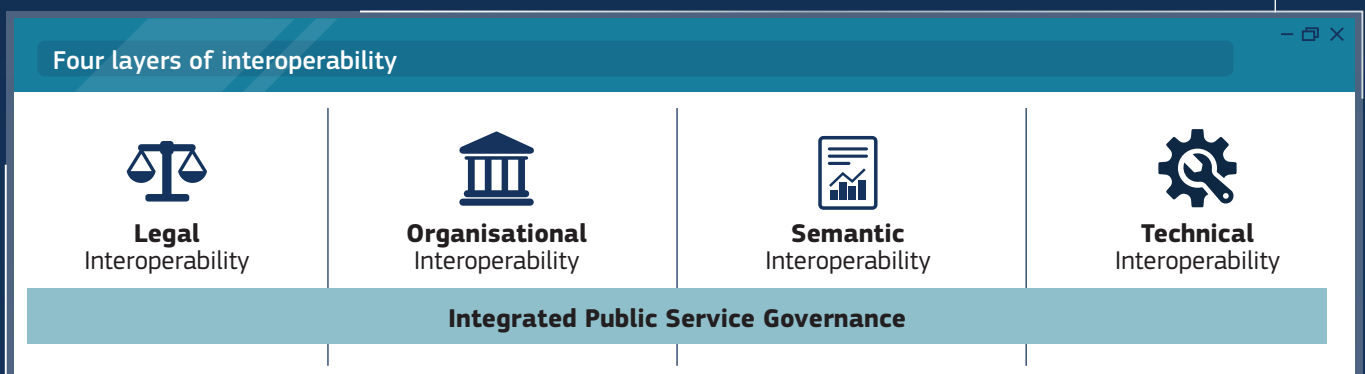 Four layers of interoperability
Legal
Interoperability
Organisational
Interoperability
Semantic
Interoperability
Technical
Interoperability
Integrated Public Service Governance